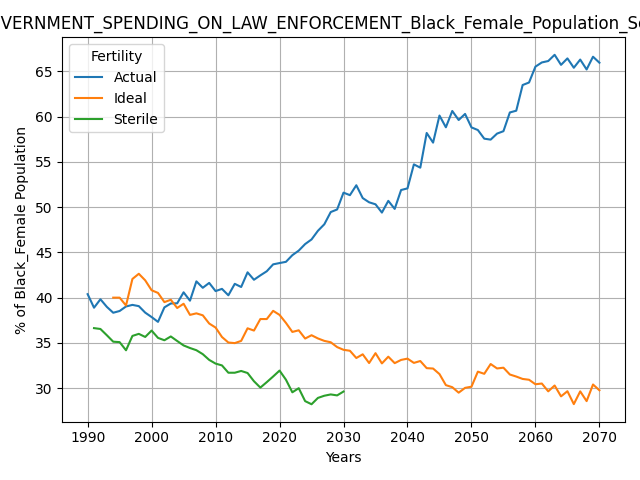 VERNMENT_SPENDING_ON_LAW_ENFORCEMENT_Black_Female_Population_S
Fertility
Actual
Ideal
Sterile
% of Black_Female Population
65
60
55
50
45
40
35
30
1990
2000
2010
2020
2030
2040
2050
2060
2070
Years